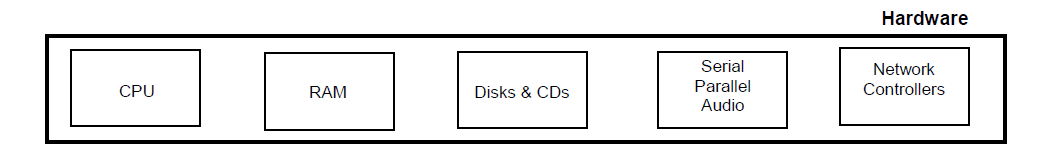 Hardware
CPU
RAM
Disks & CDs
Serial
Parallel
Audio
Network
Controllers